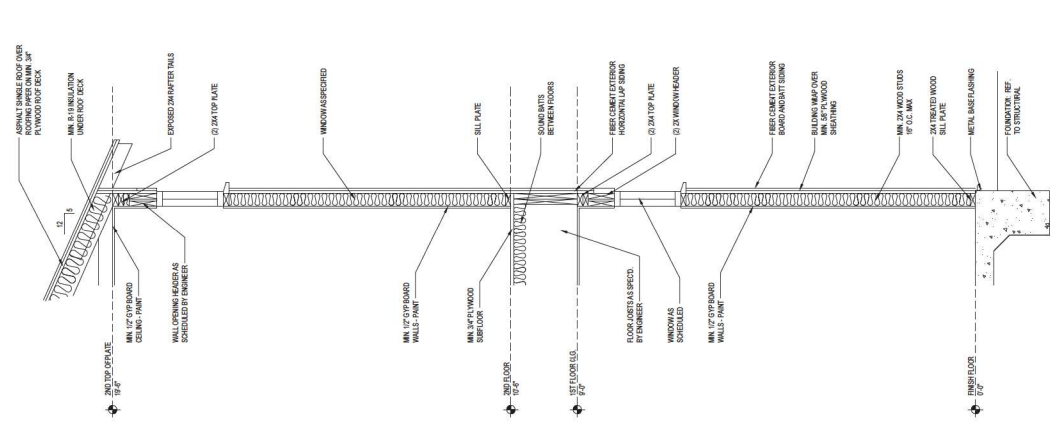 ASPHALT SHINGLE ROOF OVER
ROOFING PIPER ON MIN. 3/4"
PLYWOOD ROOF DECK
MIN. R-19 INSULATION
UNDER ROOF DECK
EXPOSED 2X4 RAFTER TAILS
(2) 2X4 TOP PLATE
WINDOW AS SPECIFIED
SILL PLATE
SOUND BATTS
BETWEEN FLOORS
FIBER CEMENT EXTERIOR
HORIZONTAL LAP SIDING
(2) 2X4 TOP PLATE
(2) 2X WINDOW HEADER
FIBER CEMENT EXTERIOR
BOARD AND BATT SIDING
BUILDING WRAP OVER
MIN. 5/8" PLYWOOD
SHEATHING
MIN. 2X4 WOOD STUDS
16" O.C. MAX
2X4 TREATED WOOD
SILL PLATE
METAL BASE FLASHING
FOUNDATION: REF.
TO STRUCTURAL
12
5
MIN. 1/2" GYP BOARD
CEILING - PAINT
WALL OPENING HEADER AS
SCHEDULED BY ENGINEER
MIN. 1/2" GYP BOARD
WALLS - PAINT
MIN. 3/4" PLYWOOD
SUBFLOOR
FLOOR JOISTS AS SPEC'D.
BY ENGINEER
WINDOW AS
SCHEDULED
MIN. 1/2" GYP BOARD
WALLS - PAINT
2ND TOP OF PLATE
19'-6"
2ND FLOOR
10'-6"
1ST FLOOR CLG.
9'-0"
FINISH FLOOR
0'-0"